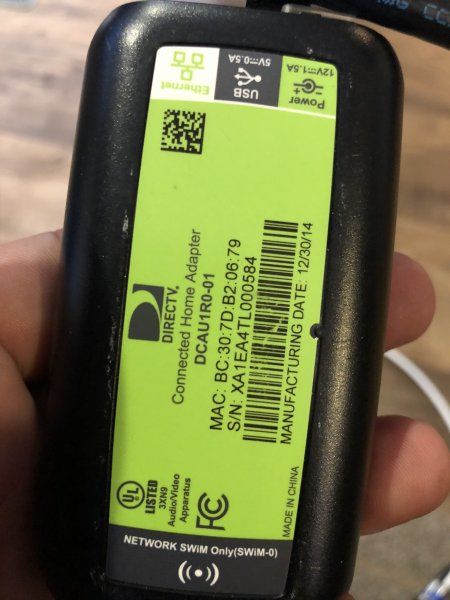 Ethernet
USB
5V⎓0.5A
Power
12V⎓1.5A
DIRECTV.
Connected Home Adapter
DCAU1R0-01
MAC: BC:30:7D:B2:06:79
S/N: XA1EA4TL000584
MANUFACTURING DATE: 12/30/14
UL
LISTED
3XN9
Audio/Video
Apparatus
FC
MADE IN CHINA
NETWORK SWiM Only(SWiM-0)